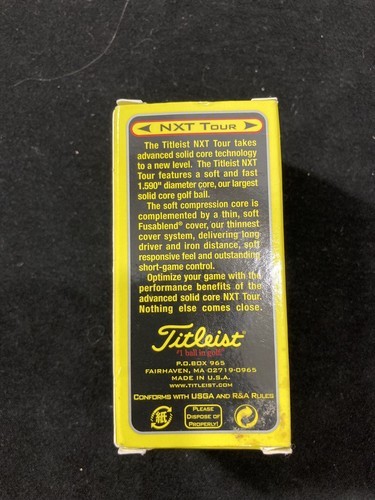 NXT TOUR
The Titleist NXT Tour takes
advanced solid core technology
to a new level. The Titleist NXT
Tour features a soft and fast
1.590" diameter core, our largest
solid core golf ball.
The soft compression core is
complemented by a thin, soft
Fusablend® cover, our thinnest
cover system, delivering long
driver and iron distance, soft
responsive feel and outstanding
short-game control.
Optimize your game with the
performance benefits of the
advanced solid core NXT Tour.
Nothing else comes close.
Titleist
#1 ball in golf.
P.O.BOX 965
FAIRHAVEN, MA 02719-0965
MADE IN U.S.A.
WWW.TITLEIST.COM
CONFORMS WITH USGA AND R&A RULES
紙
PLEASE
DISPOSE OF
PROPERLY!